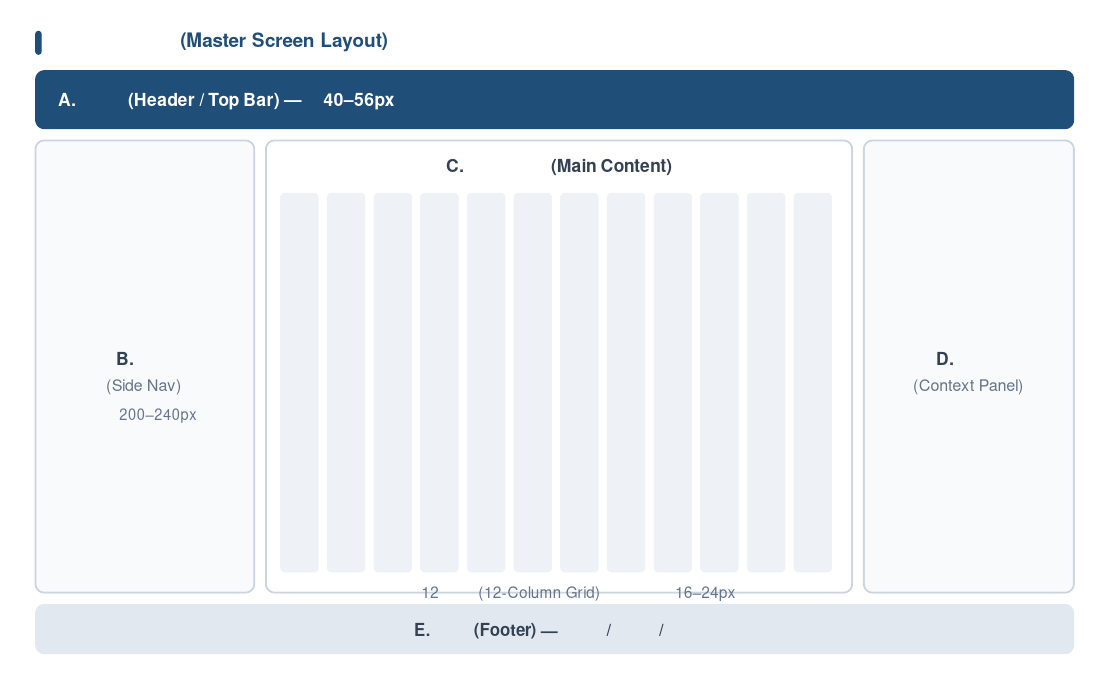 (Master Screen Layout)
A. (Header / Top Bar) — 40–56px
C. (Main Content)
B.
(Side Nav)
200–240px
D.
(Context Panel)
12 (12-Column Grid) 16–24px
E. (Footer) — / /